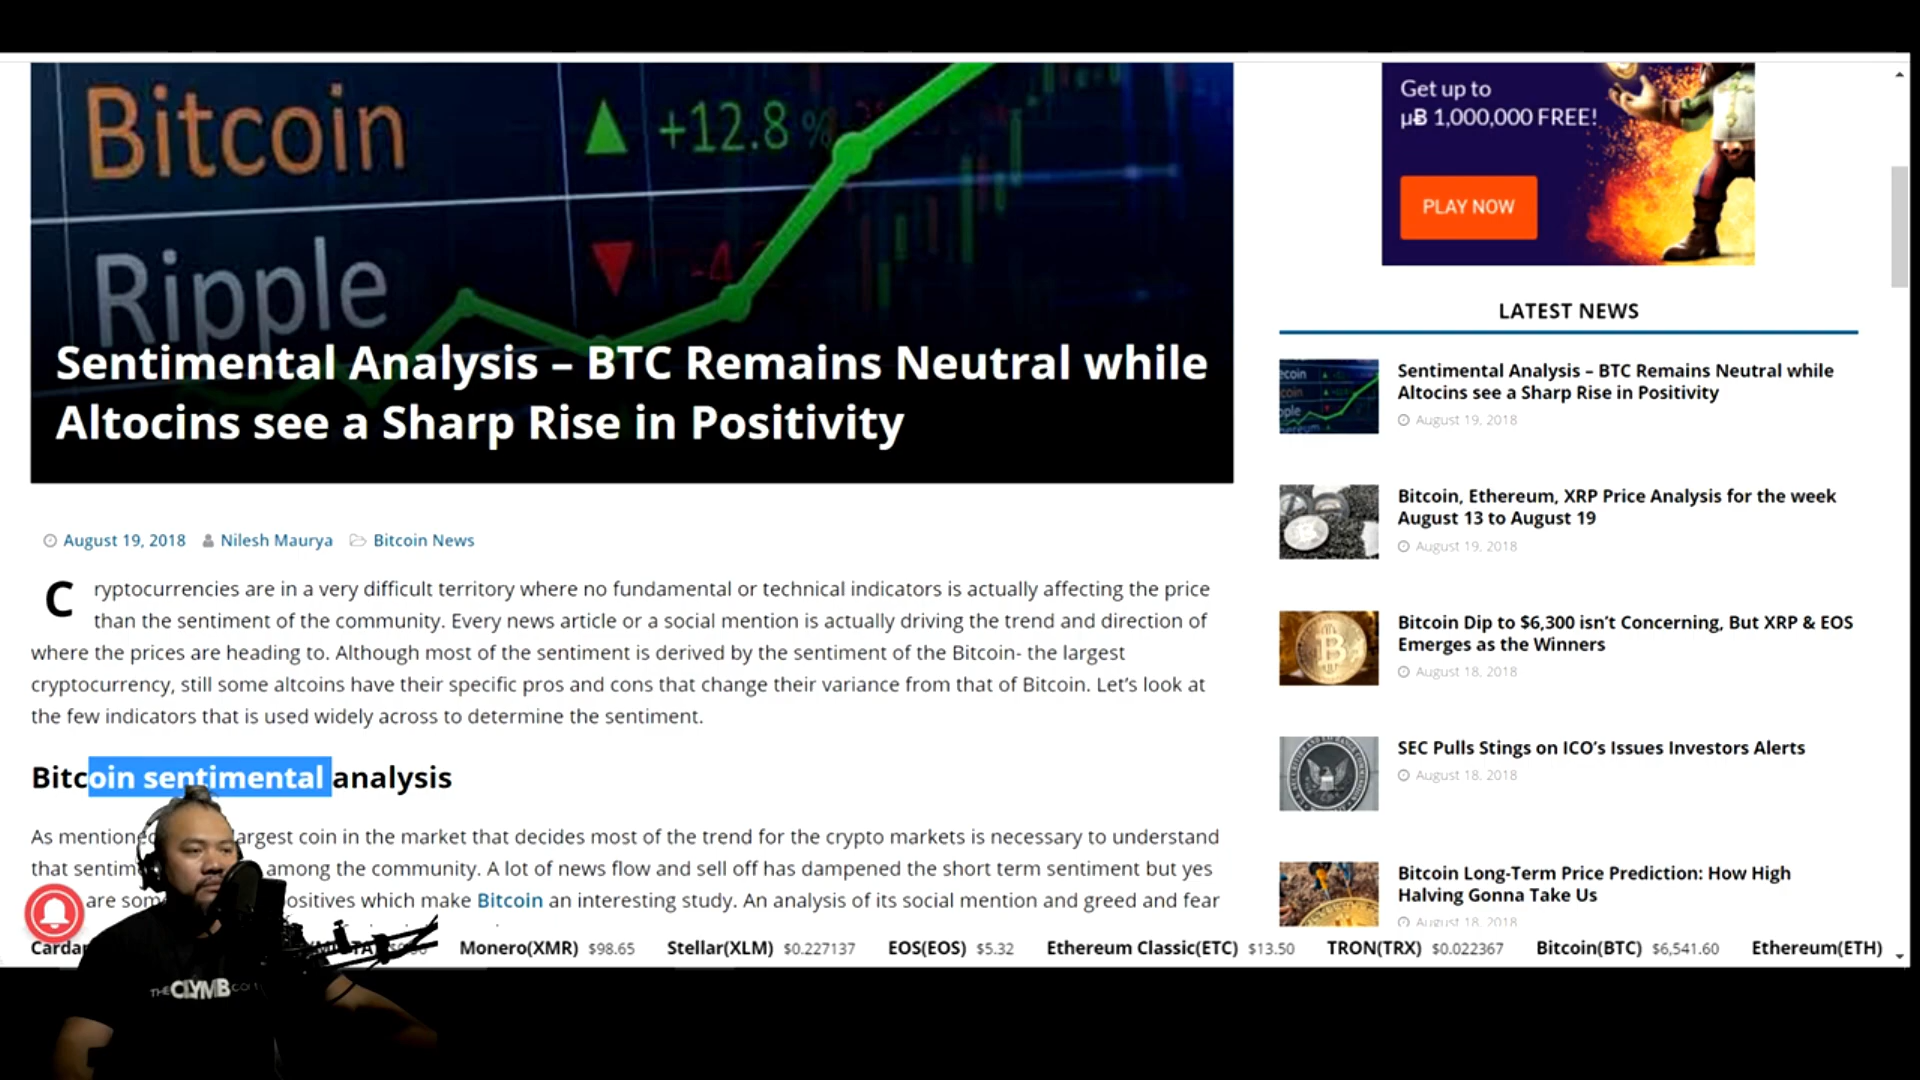 Bitcoin
+12.8 %
Ripple
-4
Sentimental Analysis – BTC Remains Neutral while
Altocins see a Sharp Rise in Positivity
August 19, 2018 Nilesh Maurya Bitcoin News
Cryptocurrencies are in a very difficult territory where no fundamental or technical indicators is actually affecting the price
than the sentiment of the community. Every news article or a social mention is actually driving the trend and direction of
where the prices are heading to. Although most of the sentiment is derived by the sentiment of the Bitcoin- the largest
cryptocurrency, still some altcoins have their specific pros and cons that change their variance from that of Bitcoin. Let’s look at
the few indicators that is used widely across to determine the sentiment.
Bitcoin sentimental analysis
As mentioned largest coin in the market that decides most of the trend for the crypto markets is necessary to understand
that among the community. A lot of news flow and sell off has dampened the short term sentiment but yes
are positives which make Bitcoin an interesting study. An analysis of its social mention and greed and fear
Get up to
µɃ 1,000,000 FREE!
PLAY NOW
LATEST NEWS
Sentimental Analysis – BTC Remains Neutral while
Altocins see a Sharp Rise in Positivity
August 19, 2018
Bitcoin, Ethereum, XRP Price Analysis for the week
August 13 to August 19
August 19, 2018
Bitcoin Dip to $6,300 isn’t Concerning, But XRP & EOS
Emerges as the Winners
August 18, 2018
SEC Pulls Stings on ICO’s Issues Investors Alerts
August 18, 2018
Bitcoin Long-Term Price Prediction: How High
Halving Gonna Take Us
August 18, 2018
Monero(XMR) $98.65 Stellar(XLM) $0.227137 EOS(EOS) $5.32 Ethereum Classic(ETC) $13.50 TRON(TRX) $0.022367 Bitcoin(BTC) $6,541.60 Ethereum(ETH)
THE CLYMB